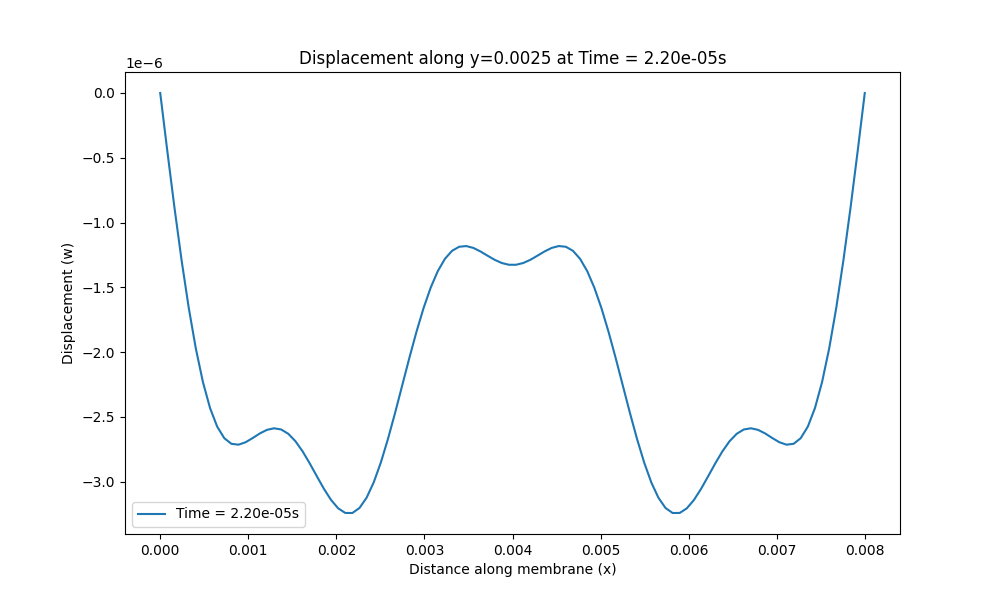 Displacement along y=0.0025 at Time = 2.20e-05s
1e−6
0.0
−0.5
−1.0
−1.5
−2.0
−2.5
−3.0
Displacement (w)
Time = 2.20e-05s
0.000 0.001 0.002 0.003 0.004 0.005 0.006 0.007 0.008
Distance along membrane (x)